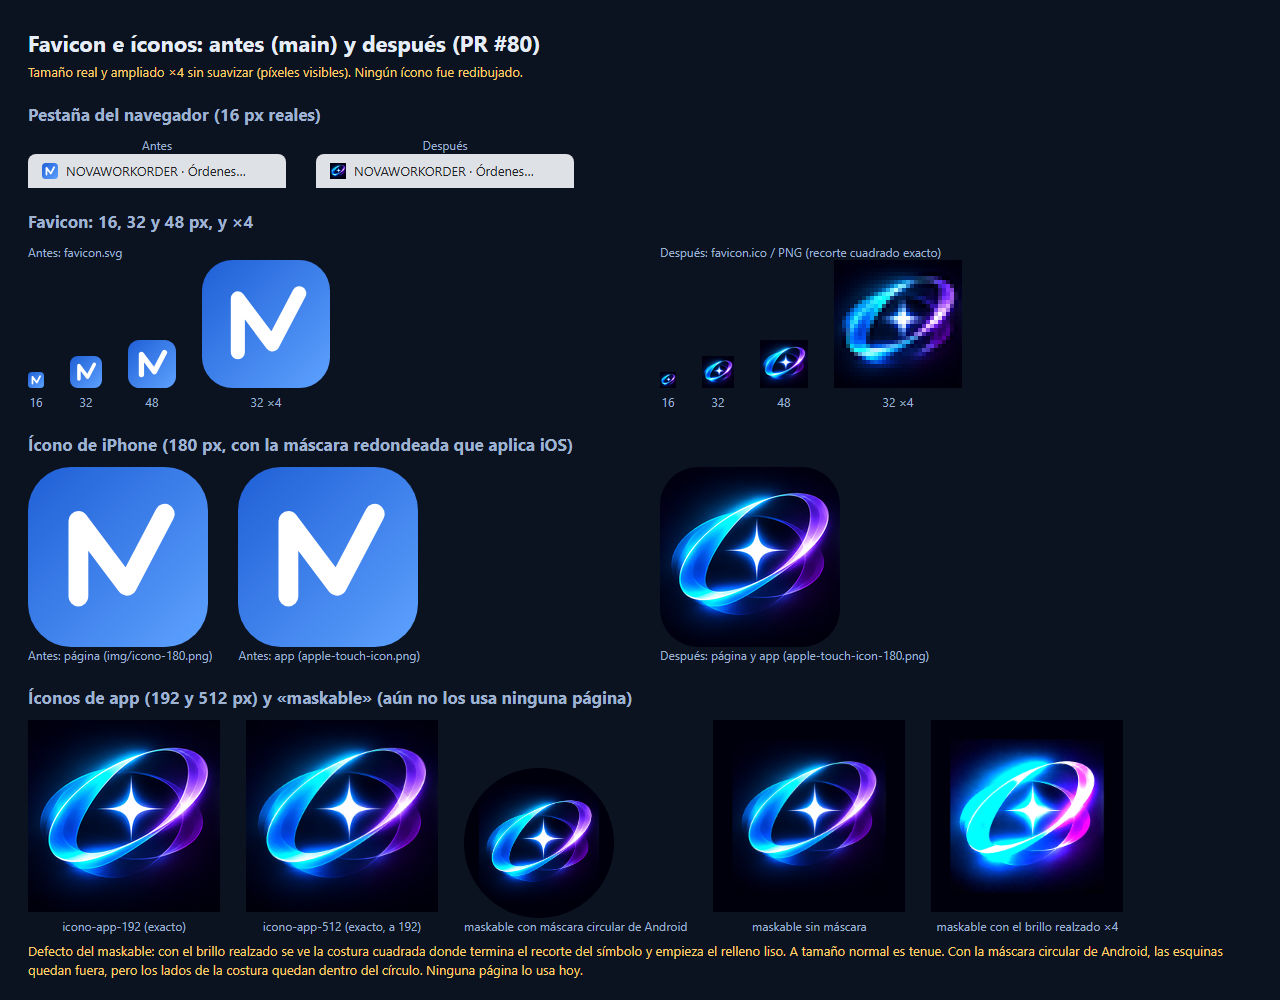 Favicon e íconos: antes (main) y después (PR #80)
Tamaño real y ampliado ×4 sin suavizar (píxeles visibles). Ningún ícono fue redibujado.
Pestaña del navegador (16 px reales)
Antes
Después
NOVAWORKORDER · Órdenes...
NOVAWORKORDER · Órdenes...
Favicon: 16, 32 y 48 px, y ×4
Antes: favicon.svg
Después: favicon.ico / PNG (recorte cuadrado exacto)
16
32
48
32 ×4
16
32
48
32 ×4
Ícono de iPhone (180 px, con la máscara redondeada que aplica iOS)
Antes: página (img/icono-180.png)
Antes: app (apple-touch-icon.png)
Después: página y app (apple-touch-icon-180.png)
Íconos de app (192 y 512 px) y «maskable» (aún no los usa ninguna página)
icono-app-192 (exacto)
icono-app-512 (exacto, a 192)
maskable con máscara circular de Android
maskable sin máscara
maskable con el brillo realzado ×4
Defecto del maskable: con el brillo realzado se ve la costura cuadrada donde termina el recorte del símbolo y empieza el relleno liso. A tamaño normal es tenue. Con la máscara circular de Android, las esquinas
quedan fuera, pero los lados de la costura quedan dentro del círculo. Ninguna página lo usa hoy.